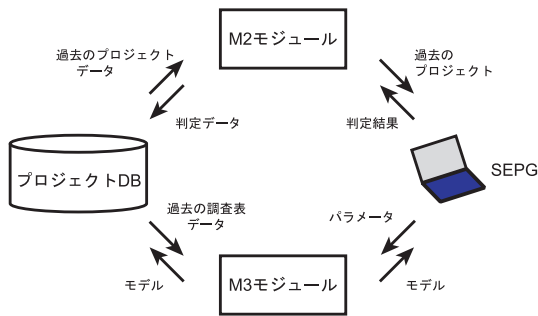 M2モジュール
過去のプロジェクト
データ
過去の
プロジェクト
判定データ
判定結果
プロジェクトDB
SEPG
過去の調査表
データ
パラメータ
モデル
M3モジュール
モデル